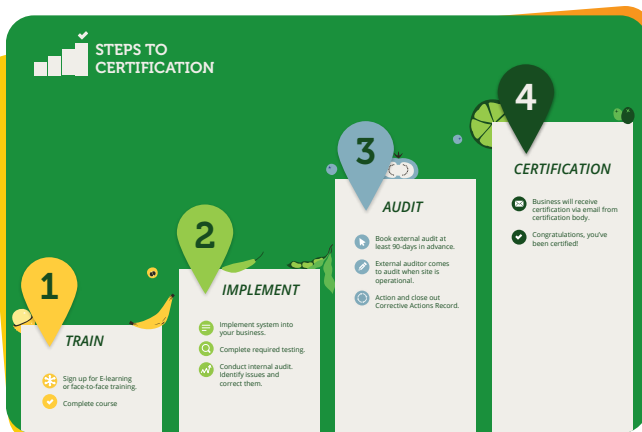 STEPS TO
CERTIFICATION
1
TRAIN
Sign up for E-learning
or face-to-face training.
Complete course
2
IMPLEMENT
Implement system into
your business.
Complete required testing.
Conduct internal audit.
Identify issues and
correct them.
3
AUDIT
Book external audit at
least 90-days in advance.
External auditor comes
to audit when site is
operational.
Action and close out
Corrective Actions Record.
4
CERTIFICATION
Business will receive
certification via email from
certification body.
Congratulations, you've
been certified!